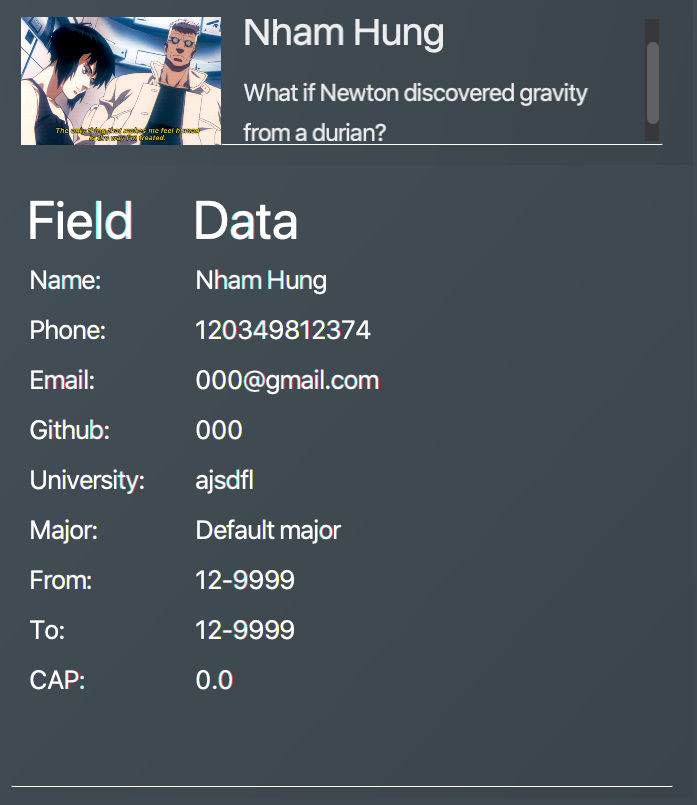 Nham Hung
What if Newton discovered gravity
from a durian?
The only thing that makes me feel human
is the way I'm treated.
Field Data
Name: Nham Hung
Phone: 120349812374
Email: 000@gmail.com
Github: 000
University: ajsdfl
Major: Default major
From: 12-9999
To: 12-9999
CAP: 0.0